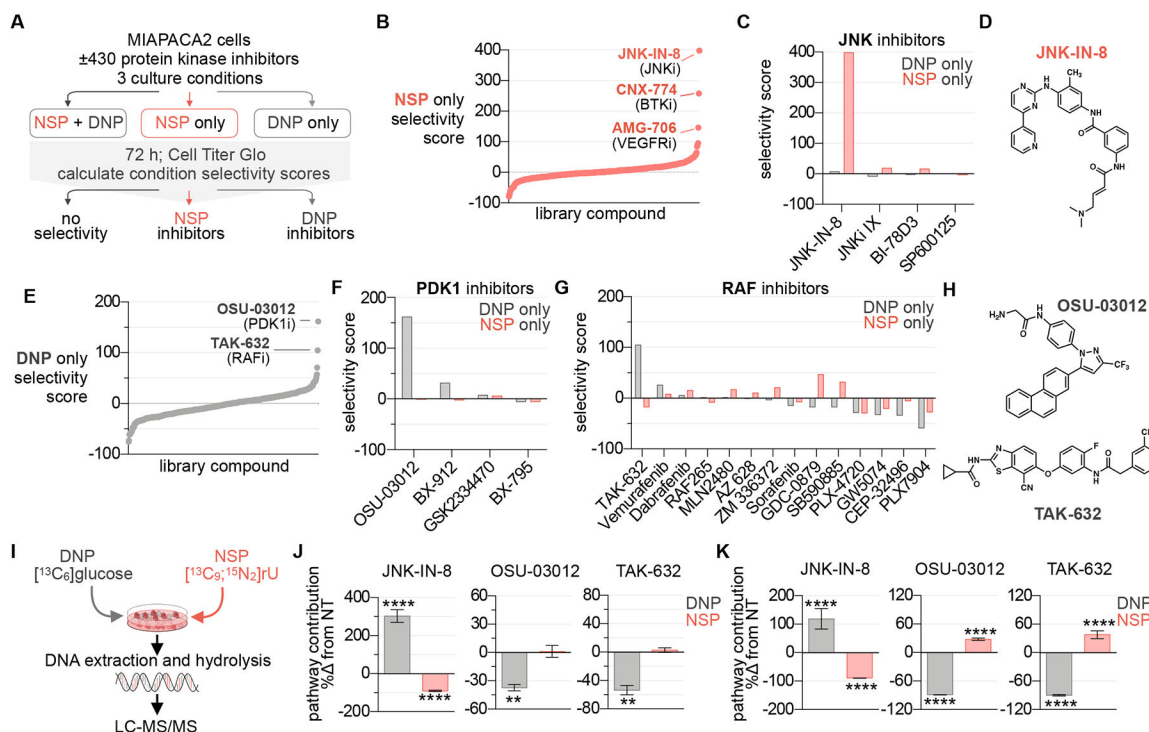 A
MIAPACA2 cells
±430 protein kinase inhibitors
3 culture conditions
NSP + DNP
NSP only
DNP only
72 h; Cell Titer Glo
calculate condition selectivity scores
no
selectivity
NSP
inhibitors
DNP
inhibitors
B
NSP only
selectivity
score
400
300
200
100
0
-100
JNK-IN-8
(JNKi)
CNX-774
(BTKi)
AMG-706
(VEGFRi)
library compound
C
JNK inhibitors
DNP only
NSP only
selectivity score
400
300
200
100
0
-100
JNK-IN-8
JNKi IX
BI-78D3
SP600125
D
JNK-IN-8
CH3
N
NH
N
N
N
NH
O
O
NH
N
E
DNP only
selectivity
score
200
100
0
-100
OSU-03012
(PDK1i)
TAK-632
(RAFi)
library compound
F
PDK1 inhibitors
DNP only
NSP only
selectivity score
200
100
0
-100
OSU-03012
BX-912
GSK2334470
BX-795
G
RAF inhibitors
DNP only
NSP only
selectivity score
200
100
0
-100
TAK-632
Vemurafenib
Dabrafenib
RAF265
MLN2480
AZ 628
ZM 336372
Sorafenib
GDC-0879
SB590885
PLX-4720
GW5074
CEP-32496
PLX7904
H
OSU-03012
H2N
O
NH
N
N
CF3
TAK-632
NH
O
N
S
CN
O
F
N
H
O
I
DNP
[13C6]glucose
NSP
[13C9;15N2]rU
DNA extraction and hydrolysis
LC-MS/MS
J
pathway contribution
%Δ from NT
JNK-IN-8
400
200
0
-200
****
****
OSU-03012
60
30
0
-30
-60
**
TAK-632
80
40
0
-40
-80
**
DNP
NSP
K
pathway contribution
%Δ from NT
JNK-IN-8
200
100
0
-100
-200
****
****
OSU-03012
120
60
0
-60
-120
****
****
TAK-632
120
60
0
-60
-120
****
****
DNP
NSP